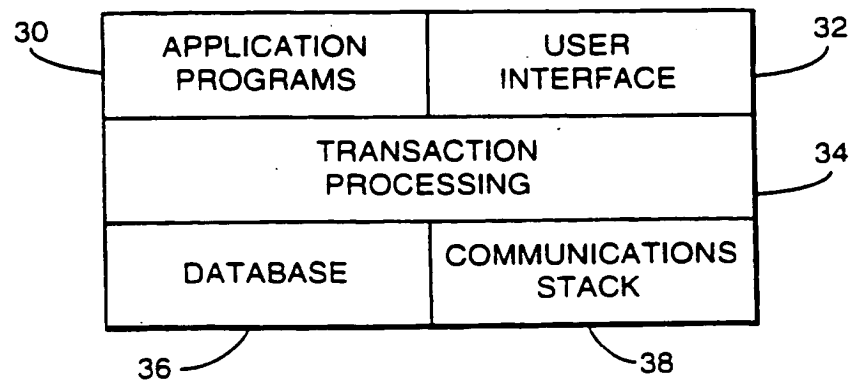 30
APPLICATION
PROGRAMS
USER
INTERFACE
32
TRANSACTION
PROCESSING
34
DATABASE
COMMUNICATIONS
STACK
36
38